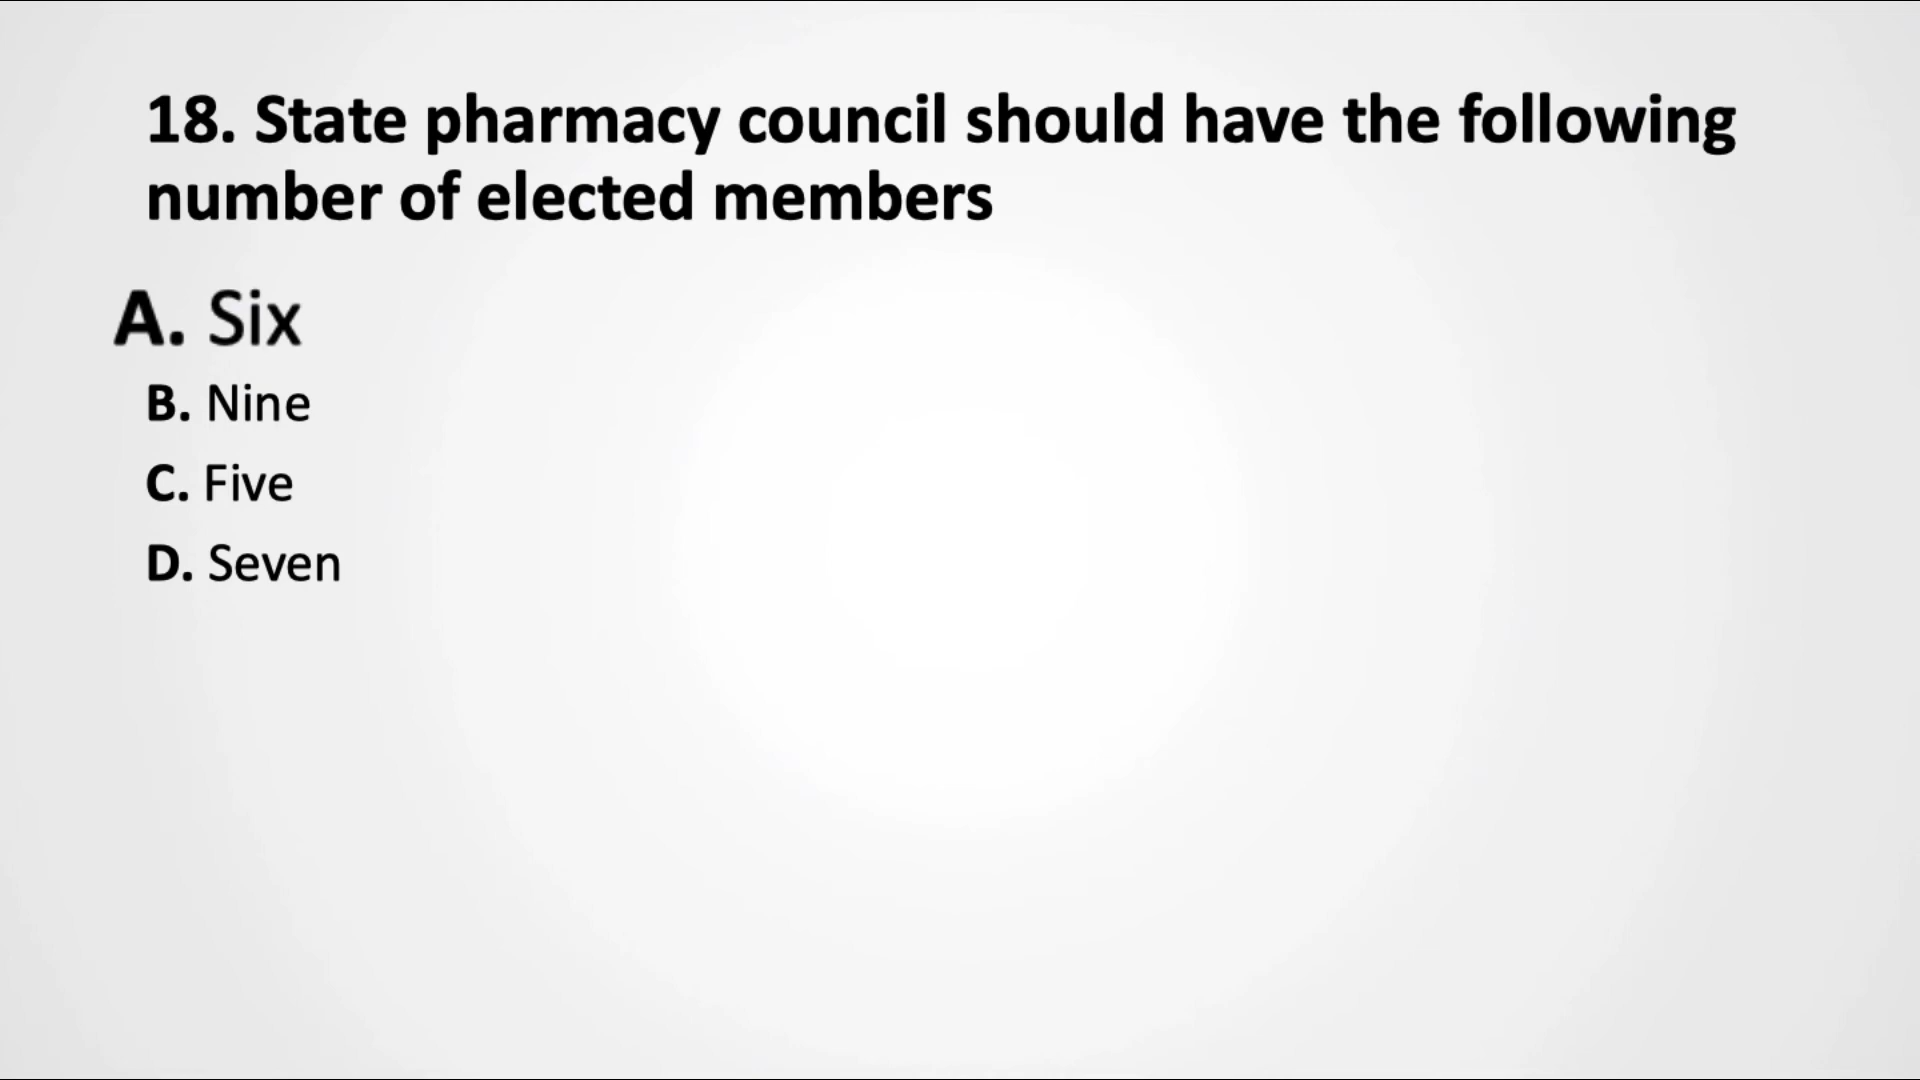 18. State pharmacy council should have the following
number of elected members
A. Six
B. Nine
C. Five
D. Seven